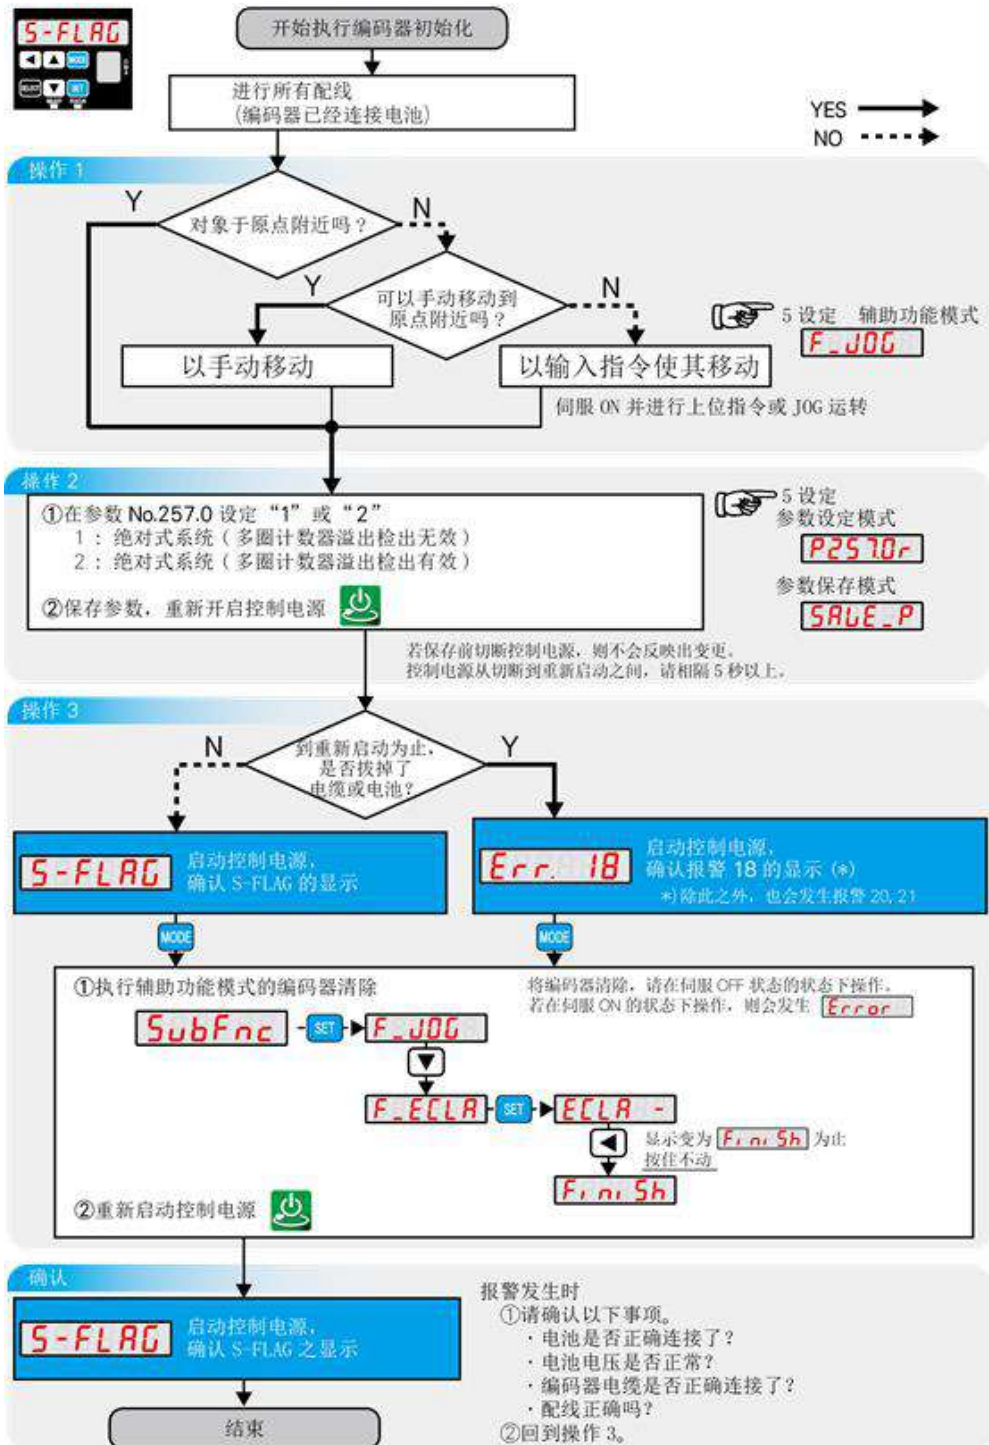 S-FLAG
MODE
SELECT
SET
开始执行编码器初始化
进行所有配线
(编码器已经连接电池)
YES
NO
操作 1
Y
对象于原点附近吗？
N
Y
可以手动移动到
原点附近吗？
N
5 设定 辅助功能模式
F_JOG
以手动移动
以输入指令使其移动
伺服 ON 并进行上位指令或 JOG 运转
操作 2
①在参数 No.257.0 设定“1”或“2”
1：绝对式系统（多圈计数器溢出检出无效）
2：绝对式系统（多圈计数器溢出检出有效）
②保存参数，重新开启控制电源
5 设定
参数设定模式
P257.0r
参数保存模式
SAVE_P
若保存前切断控制电源，则不会反映出变更。
控制电源从切断到重新启动之间，请相隔 5 秒以上。
操作 3
N
到重新启动为止，
是否拔掉了
电缆或电池？
Y
S-FLAG
启动控制电源，
确认 S-FLAG 的显示
Err. 18
启动控制电源，
确认报警 18 的显示 (*)
*)除此之外，也会发生报警 20, 21
MODE
MODE
①执行辅助功能模式的编码器清除
将编码器清除，请在伺服 OFF 状态的状态下操作。
若在伺服 ON 的状态下操作，则会发生 Error
SubFnc
SET
F_JOG
F_ECLR
SET
ECLR -
显示变为 FiniSh 为止
按住不动
FiniSh
②重新启动控制电源
确认
S-FLAG
启动控制电源，
确认 S-FLAG 之显示
结束
报警发生时
①请确认以下事项。
·电池是否正确连接了？
·电池电压是否正常？
·编码器电缆是否正确连接了？
·配线正确吗？
②回到操作 3。